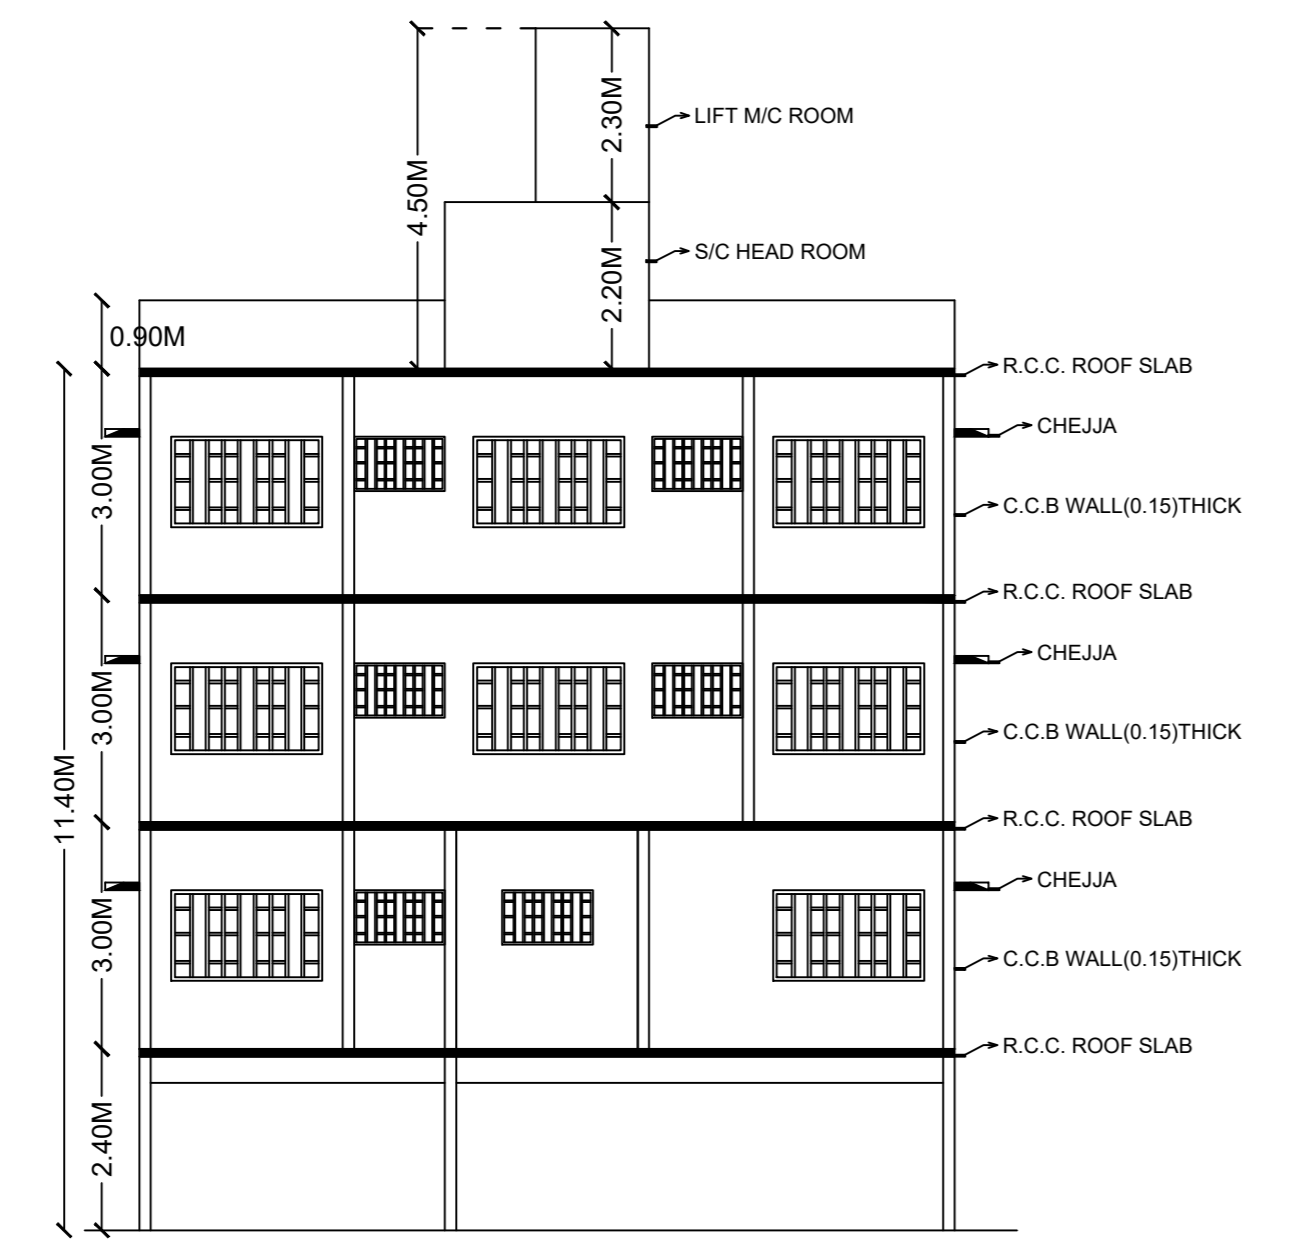 2.30M
LIFT M/C ROOM
4.50M
S/C HEAD ROOM
2.20M
0.90M
R.C.C. ROOF SLAB
CHEJJA
3.00M
C.C.B WALL(0.15)THICK
R.C.C. ROOF SLAB
CHEJJA
3.00M
C.C.B WALL(0.15)THICK
11.40M
R.C.C. ROOF SLAB
CHEJJA
3.00M
C.C.B WALL(0.15)THICK
R.C.C. ROOF SLAB
2.40M